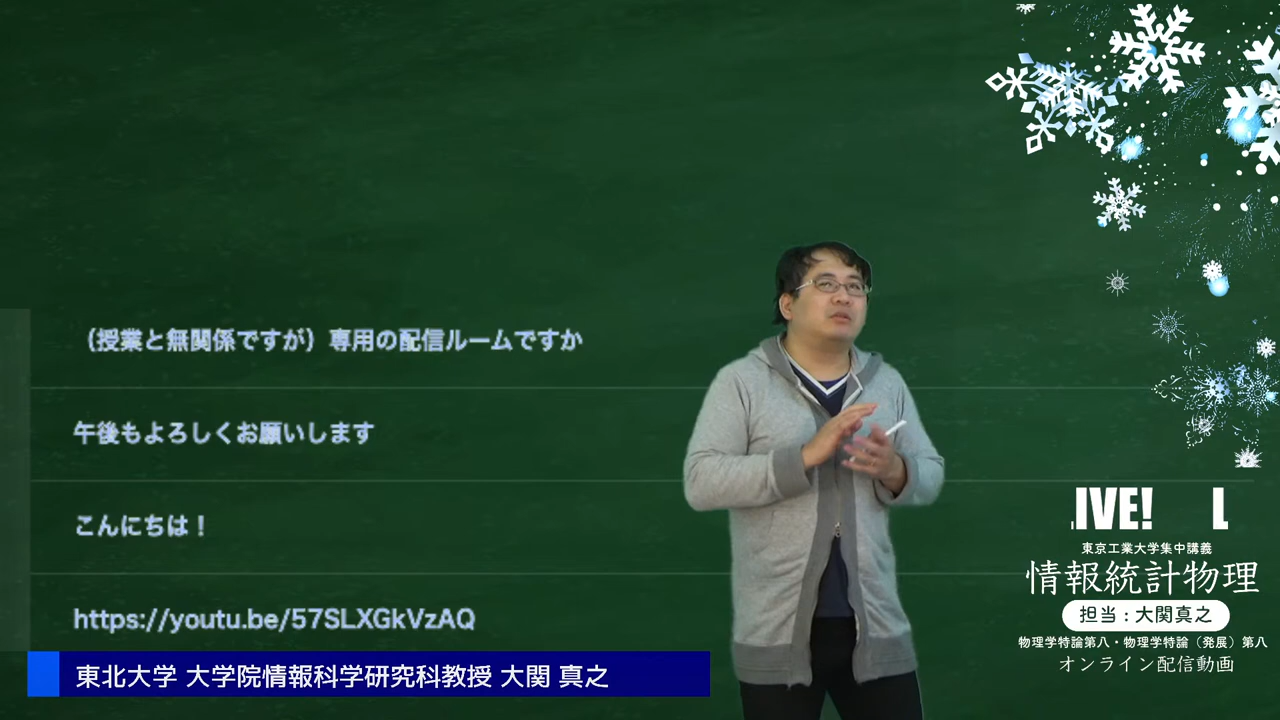 （授業と無関係ですが）専用の配信ルームですか
午後もよろしくお願いします
こんにちは！
https://youtu.be/57SLXGkVzAQ
東北大学 大学院情報科学研究科教授 大関 真之
IVE! L
東京工業大学集中講義
情報統計物理
担当：大関真之
物理学特論第八・物理学特論（発展）第八
オンライン配信動画